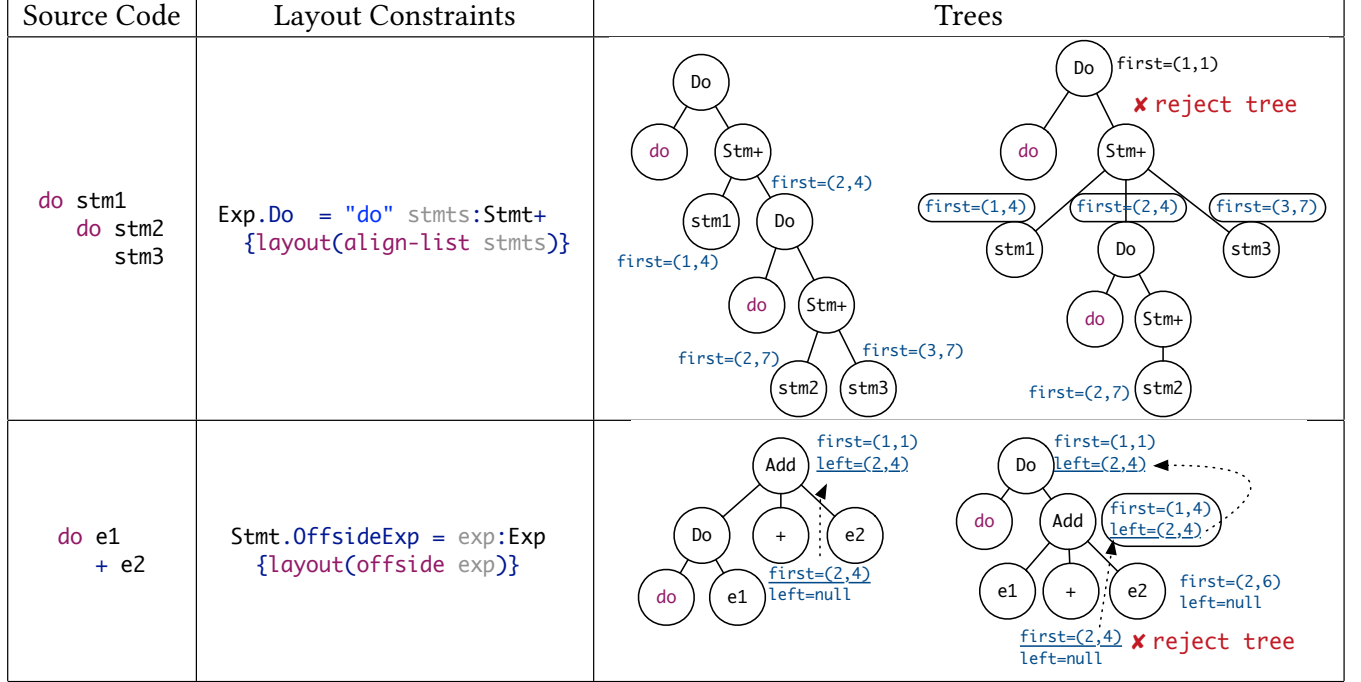 Source Code
Layout Constraints
Trees
do stm1
do stm2
stm3
Exp.Do = "do" stmts:Stmt+
{layout(align-list stmts)}
Do
do
Stm+
first=(2,4)
stm1
Do
first=(1,4)
do
Stm+
first=(2,7)
first=(3,7)
stm2
stm3
Do
first=(1,1)
✘ reject tree
do
Stm+
first=(1,4)
first=(2,4)
first=(3,7)
stm1
Do
stm3
do
Stm+
first=(2,7)
stm2
do e1
+ e2
Stmt.OffsideExp = exp:Exp
{layout(offside exp)}
Add
first=(1,1)
left=(2,4)
Do
+
e2
first=(2,4)
left=null
do
e1
Do
first=(1,1)
left=(2,4)
do
Add
first=(1,4)
left=(2,4)
e1
+
e2
first=(2,6)
left=null
first=(2,4)
left=null
✘ reject tree